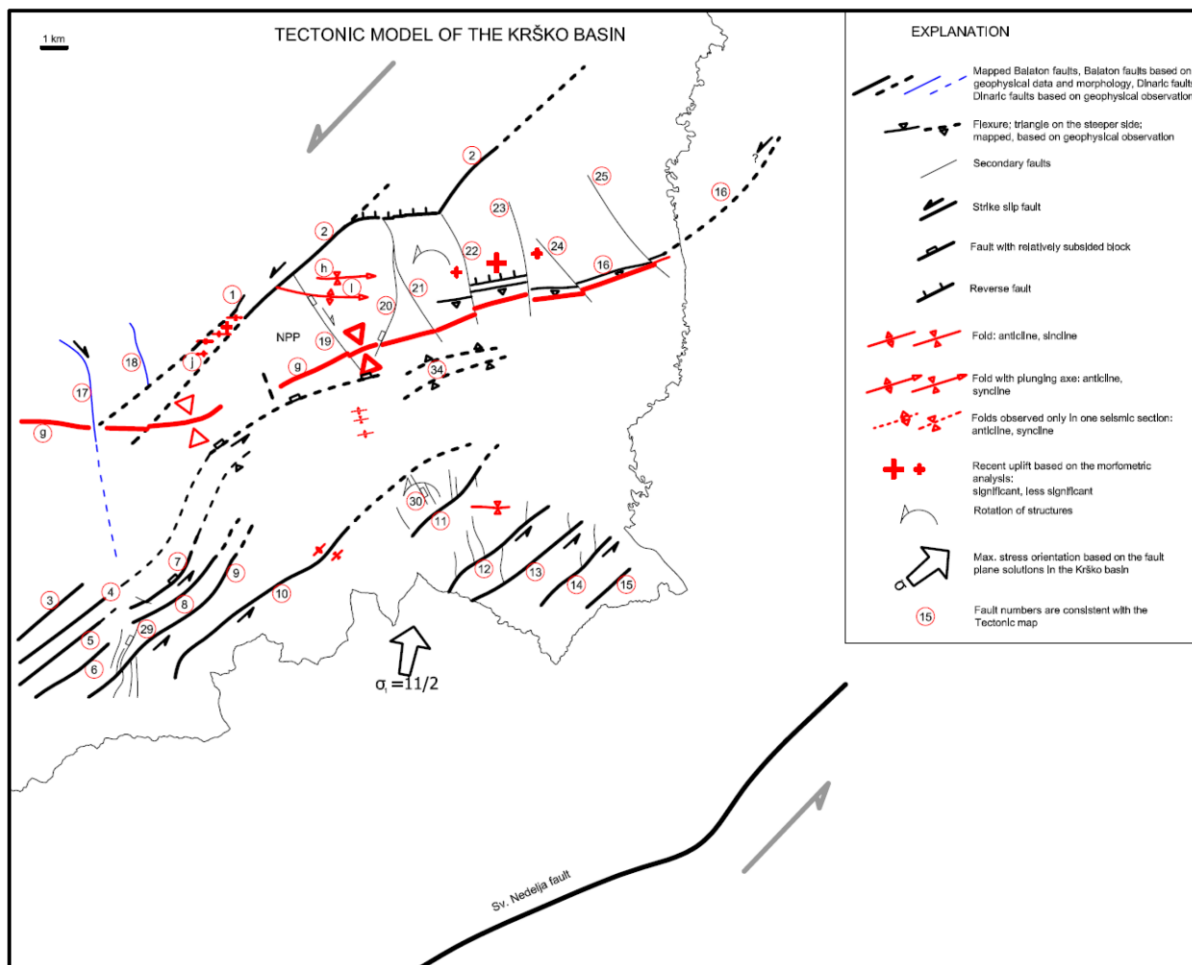 1 km
TECTONIC MODEL OF THE KRŠKO BASIN
2
25
16
23
2
24
22
h
16
l
21
1
20
NPP
19
18
j
34
g
17
g
30
11
7
9
12
13
4
3
8
10
14
15
29
5
6
σ₁ =11/2
Sv. Nedelja fault
EXPLANATION
Mapped Balaton faults, Balaton faults based on
geophysical data and morphology, Dinaric faults
Dinaric faults based on geophysical observation
Flexure; triangle on the steeper side;
mapped, based on geophysical observation
Secondary faults
Strike slip fault
Fault with relatively subsided block
Reverse fault
Fold: anticline, sincline
Fold with plunging axe: anticline,
syncline
Folds observed only in one seismic section:
anticline, syncline
Recent uplift based on the morfometric
analysis:
significant, less significant
Rotation of structures
Max. stress orientation based on the fault
plane solutions in the Krško basin
σ
15
Fault numbers are consistent with the
Tectonic map